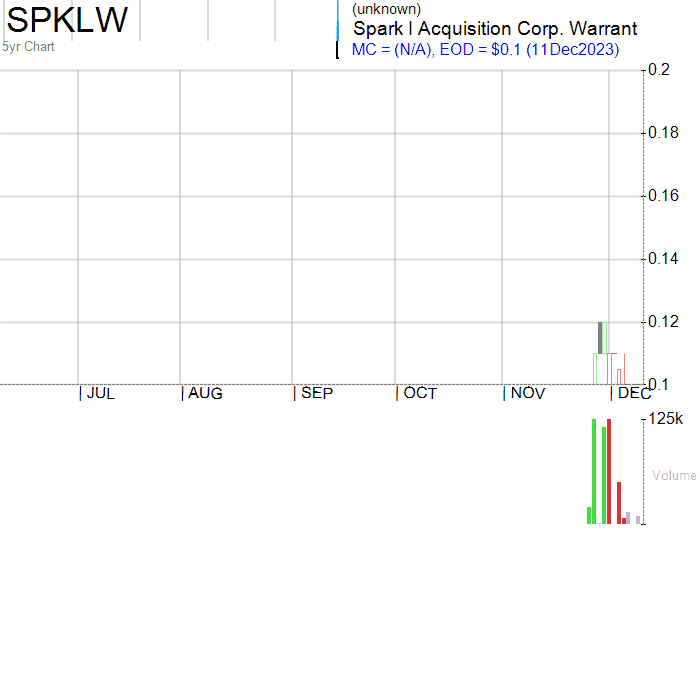 SPKLW
5yr Chart
(unknown)
Spark I Acquisition Corp. Warrant
MC = (N/A), EOD = $0.1 (11Dec2023)
0.2
0.18
0.16
0.14
0.12
0.1
JUL AUG SEP OCT NOV DEC
125k
Volume